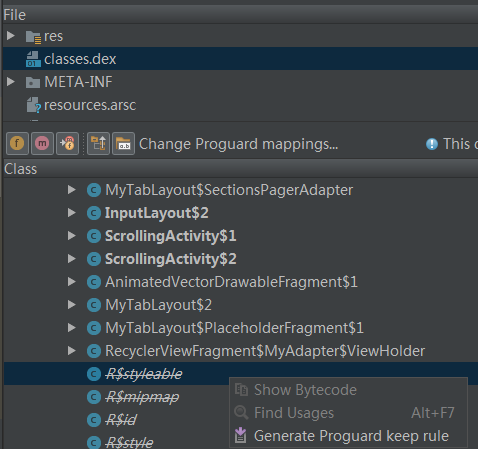 File
res
classes.dex
META-INF
resources.arsc
Change Proguard mappings...
Class
MyTabLayout$SectionsPagerAdapter
InputLayout$2
ScrollingActivity$1
ScrollingActivity$2
AnimatedVectorDrawableFragment$1
MyTabLayout$2
MyTabLayout$PlaceholderFragment$1
RecyclerViewFragment$MyAdapter$ViewHolder
R$styleable
Show Bytecode
R$mipmap
Find Usages Alt+F7
R$id
Generate Proguard keep rule
R$style